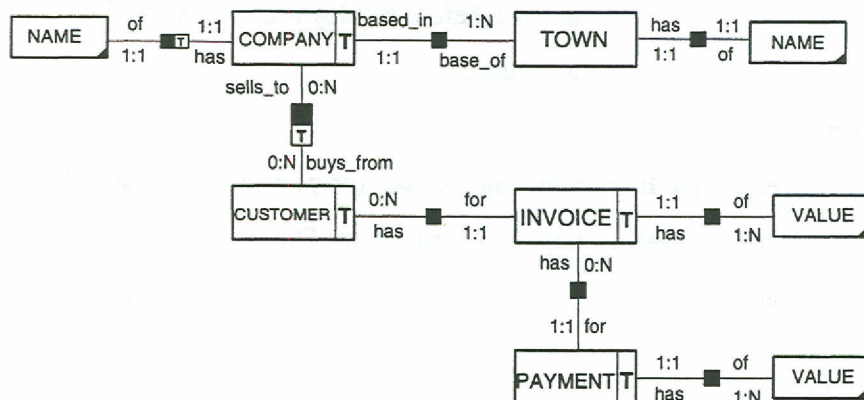 of 1:1 based_in 1:N has 1:1
NAME T COMPANY T TOWN NAME
1:1 has 1:1 base_of 1:1 of
sells_to 0:N
T
0:N buys_from
0:N for 1:1 of
CUSTOMER T INVOICE T VALUE
has 1:1 has 1:N
has 0:N
1:1 for
1:1 of
PAYMENT T VALUE
has 1:N